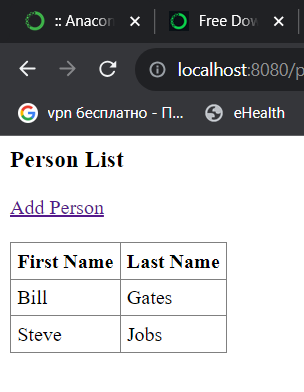 :: Anacon
Free Dow
localhost:8080/p
vpn бесплатно - П...
eHealth
Person List
Add Person
First Name Last Name
Bill Gates
Steve Jobs